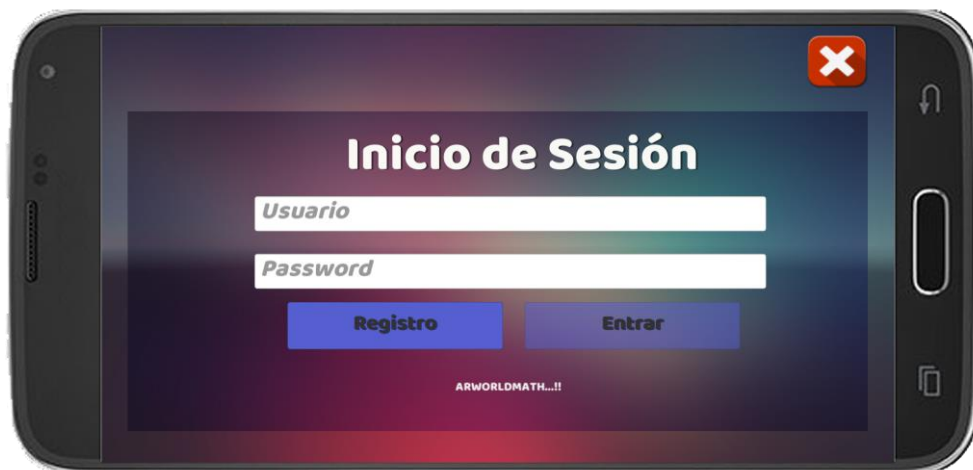 Inicio de Sesión
Usuario
Password
Registro Entrar
ARWORLDMATH...!!